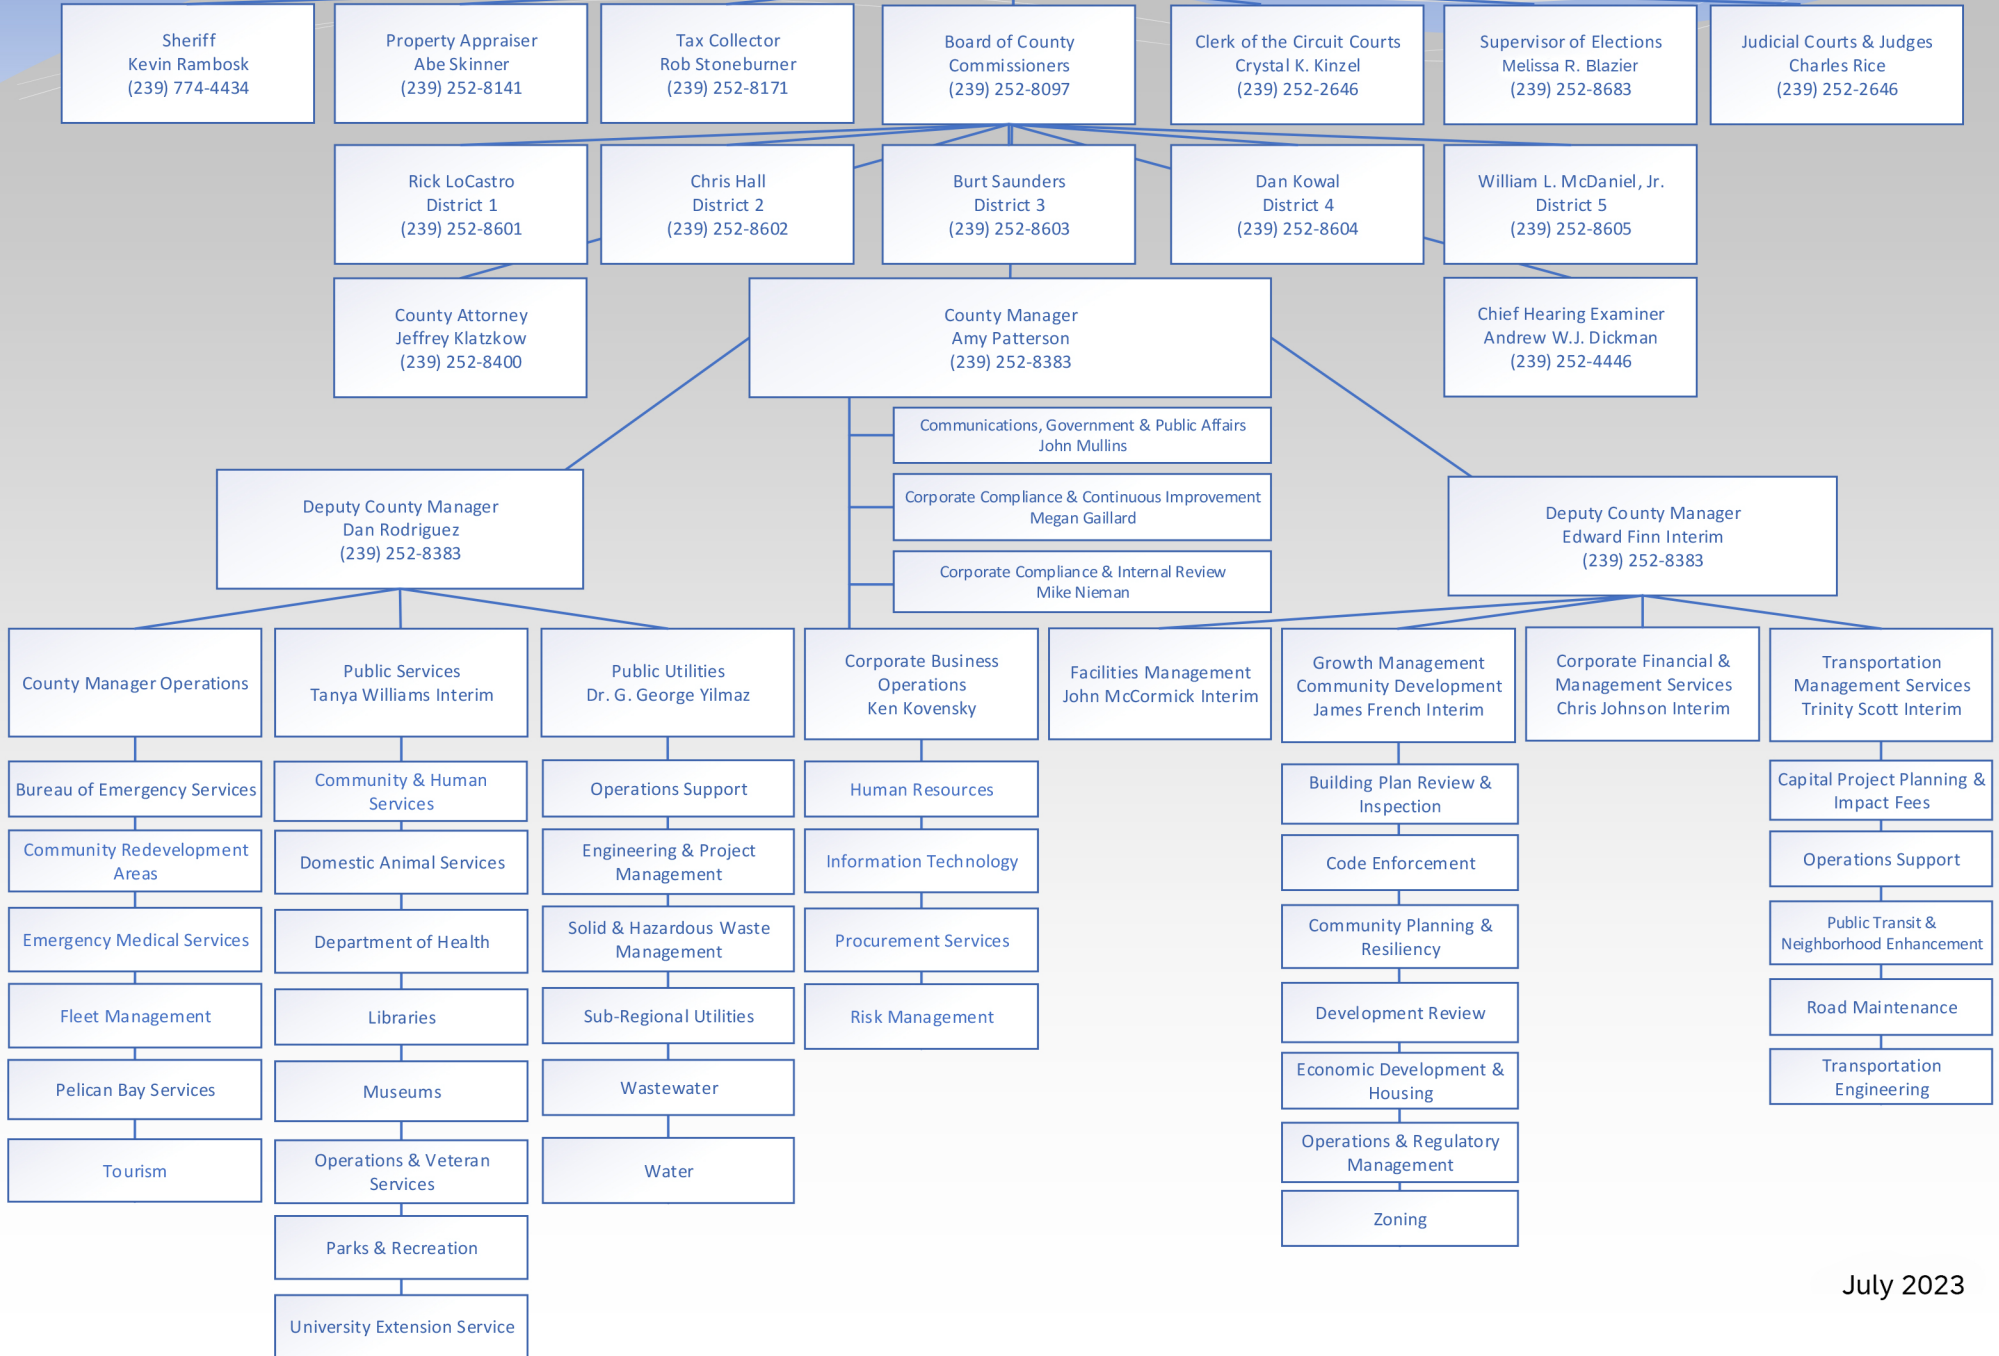 Sheriff
Kevin Rambosk
(239) 774-4434
Property Appraiser
Abe Skinner
(239) 252-8141
Tax Collector
Rob Stoneburner
(239) 252-8171
Board of County
Commissioners
(239) 252-8097
Clerk of the Circuit Courts
Crystal K. Kinzel
(239) 252-2646
Supervisor of Elections
Melissa R. Blazier
(239) 252-8683
Judicial Courts & Judges
Charles Rice
(239) 252-2646
Rick LoCastro
District 1
(239) 252-8601
Chris Hall
District 2
(239) 252-8602
Burt Saunders
District 3
(239) 252-8603
Dan Kowal
District 4
(239) 252-8604
William L. McDaniel, Jr.
District 5
(239) 252-8605
County Attorney
Jeffrey Klatzkow
(239) 252-8400
County Manager
Amy Patterson
(239) 252-8383
Chief Hearing Examiner
Andrew W.J. Dickman
(239) 252-4446
Communications, Government & Public Affairs
John Mullins
Corporate Compliance & Continuous Improvement
Megan Gaillard
Corporate Compliance & Internal Review
Mike Nieman
Deputy County Manager
Dan Rodriguez
(239) 252-8383
Deputy County Manager
Edward Finn Interim
(239) 252-8383
County Manager Operations
Bureau of Emergency Services
Community Redevelopment
Areas
Emergency Medical Services
Fleet Management
Pelican Bay Services
Tourism
Public Services
Tanya Williams Interim
Community & Human
Services
Domestic Animal Services
Department of Health
Libraries
Museums
Operations & Veteran
Services
Parks & Recreation
University Extension Service
Public Utilities
Dr. G. George Yilmaz
Operations Support
Engineering & Project
Management
Solid & Hazardous Waste
Management
Sub-Regional Utilities
Wastewater
Water
Corporate Business
Operations
Ken Kovensky
Human Resources
Information Technology
Procurement Services
Risk Management
Facilities Management
John McCormick Interim
Growth Management
Community Development
James French Interim
Building Plan Review &
Inspection
Code Enforcement
Community Planning &
Resiliency
Development Review
Economic Development &
Housing
Operations & Regulatory
Management
Zoning
Corporate Financial &
Management Services
Chris Johnson Interim
Transportation
Management Services
Trinity Scott Interim
Capital Project Planning &
Impact Fees
Operations Support
Public Transit &
Neighborhood Enhancement
Road Maintenance
Transportation
Engineering
July 2023